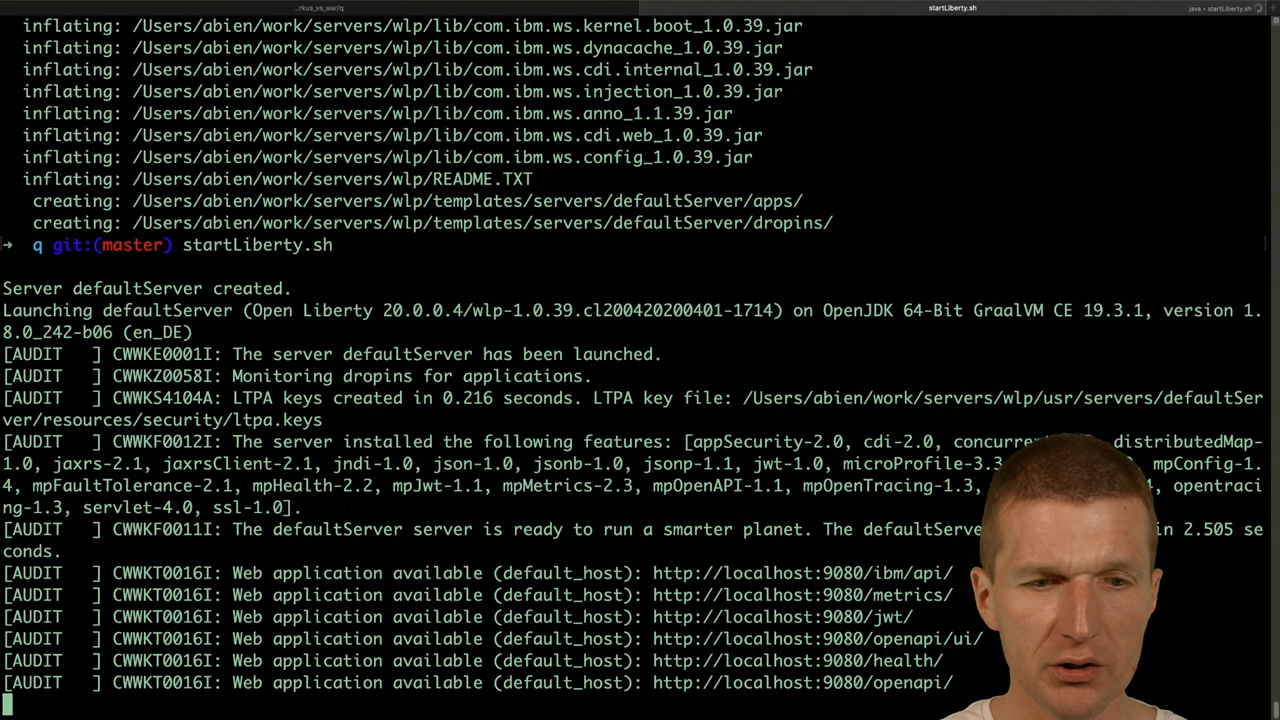 ..rkus_vs_war/q
startLiberty.sh
java • startLiberty.sh
inflating: /Users/abien/work/servers/wlp/lib/com.ibm.ws.kernel.boot_1.0.39.jar
inflating: /Users/abien/work/servers/wlp/lib/com.ibm.ws.dynacache_1.0.39.jar
inflating: /Users/abien/work/servers/wlp/lib/com.ibm.ws.cdi.internal_1.0.39.jar
inflating: /Users/abien/work/servers/wlp/lib/com.ibm.ws.injection_1.0.39.jar
inflating: /Users/abien/work/servers/wlp/lib/com.ibm.ws.anno_1.1.39.jar
inflating: /Users/abien/work/servers/wlp/lib/com.ibm.ws.cdi.web_1.0.39.jar
inflating: /Users/abien/work/servers/wlp/lib/com.ibm.ws.config_1.0.39.jar
inflating: /Users/abien/work/servers/wlp/README.TXT
creating: /Users/abien/work/servers/wlp/templates/servers/defaultServer/apps/
creating: /Users/abien/work/servers/wlp/templates/servers/defaultServer/dropins/
→ q git:(master) startLiberty.sh
Server defaultServer created.
Launching defaultServer (Open Liberty 20.0.0.4/wlp-1.0.39.cl200420200401-1714) on OpenJDK 64-Bit GraalVM CE 19.3.1, version 1.
8.0_242-b06 (en_DE)
[AUDIT   ] CWWKE0001I: The server defaultServer has been launched.
[AUDIT   ] CWWKZ0058I: Monitoring dropins for applications.
[AUDIT   ] CWWKS4104A: LTPA keys created in 0.216 seconds. LTPA key file: /Users/abien/work/servers/wlp/usr/servers/defaultSer
ver/resources/security/ltpa.keys
[AUDIT   ] CWWKF0012I: The server installed the following features: [appSecurity-2.0, cdi-2.0, distributedMap-
1.0, jaxrs-2.1, jaxrsClient-2.1, jndi-1.0, json-1.0, jsonb-1.0, jsonp-1.1, jwt-1.0, microProfile-3.3 mpConfig-1.
4, mpFaultTolerance-2.1, mpHealth-2.2, mpJwt-1.1, mpMetrics-2.3, mpOpenAPI-1.1, mpOpenTracing-1.3, opentraci
ng-1.3, servlet-4.0, ssl-1.0].
[AUDIT   ] CWWKF0011I: The defaultServer server is ready to run a smarter planet. The in 2.505 se
conds.
[AUDIT   ] CWWKT0016I: Web application available (default_host): http://localhost:9080/ibm/api/
[AUDIT   ] CWWKT0016I: Web application available (default_host): http://localhost:9080/metrics/
[AUDIT   ] CWWKT0016I: Web application available (default_host): http://localhost:9080/jwt/
[AUDIT   ] CWWKT0016I: Web application available (default_host): http://localhost:9080/openapi/ui/
[AUDIT   ] CWWKT0016I: Web application available (default_host): http://localhost:9080/health/
[AUDIT   ] CWWKT0016I: Web application available (default_host): http://localhost:9080/openapi/